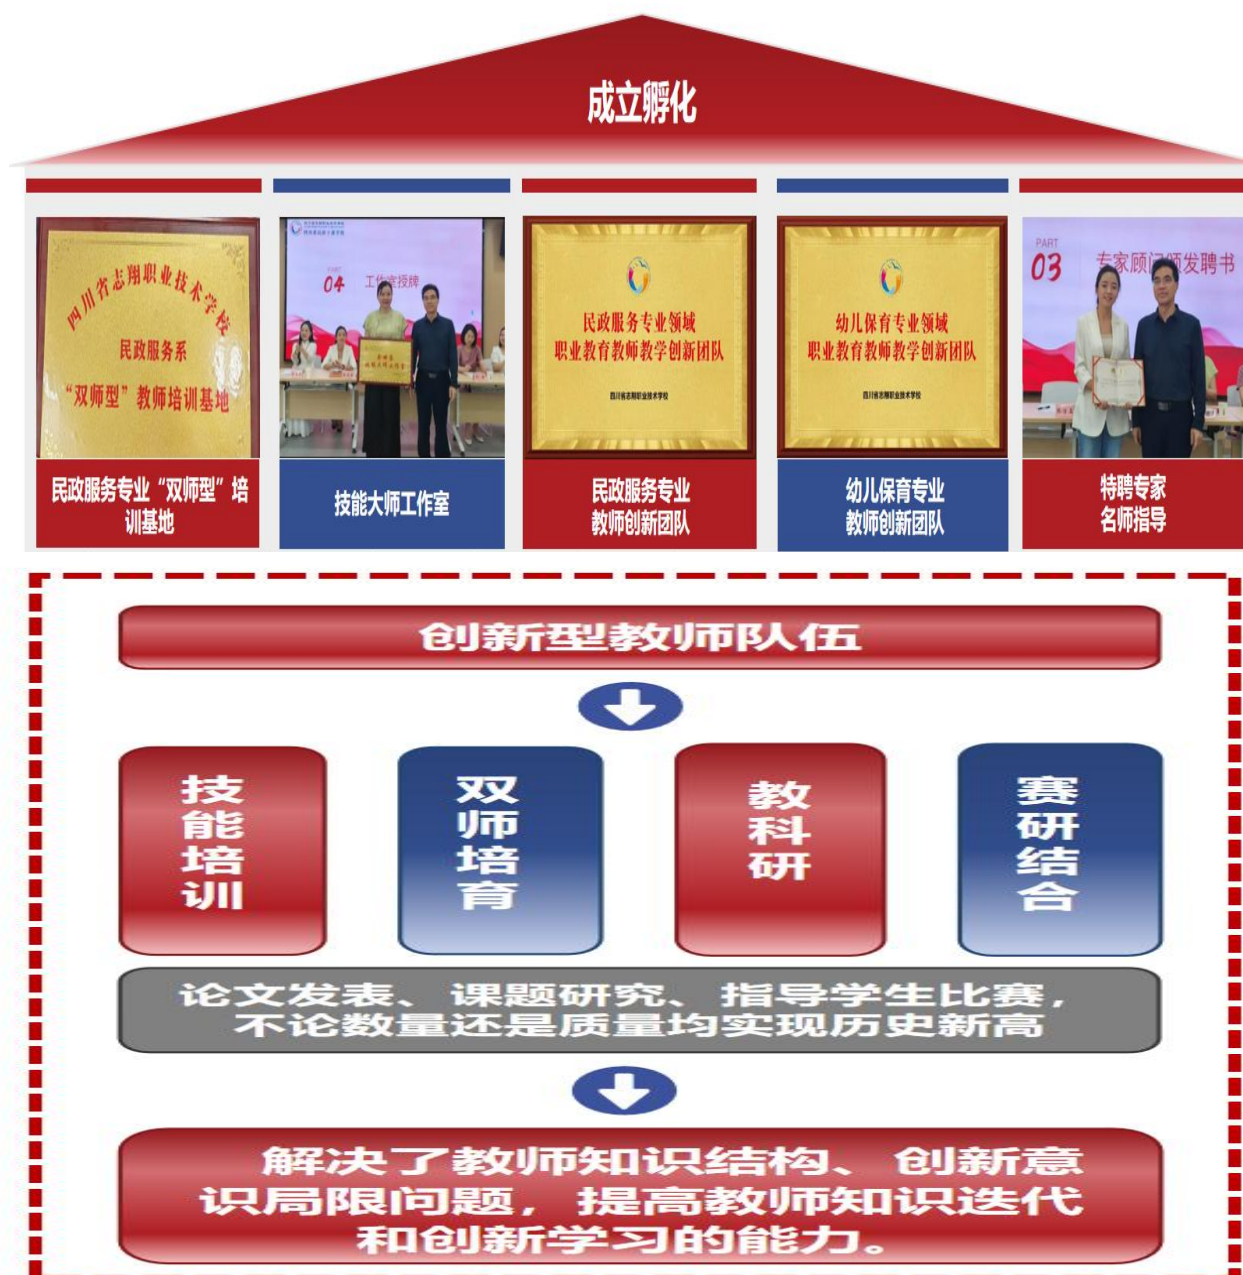 成立孵化
四川省志翔职业技术学校
民政服务系
“双师型”教师培训基地
民政服务专业“双师型”培
训基地
PART
04
工作室授牌
技能大师工作室
民政服务专业领域
职业教育教师教学创新团队
四川省志翔职业技术学校
民政服务专业
教师创新团队
幼儿保育专业领域
职业教育教师教学创新团队
四川省志翔职业技术学校
幼儿保育专业
教师创新团队
PART
03
专家顾问颁发聘书
特聘专家
名师指导
创新型教师队伍
技能培训
双师培育
教科研
赛研结合
论文发表、课题研究、指导学生比赛，
不论数量还是质量均实现历史新高
解决了教师知识结构、创新意
识局限问题，提高教师知识迭代
和创新学习的能力。